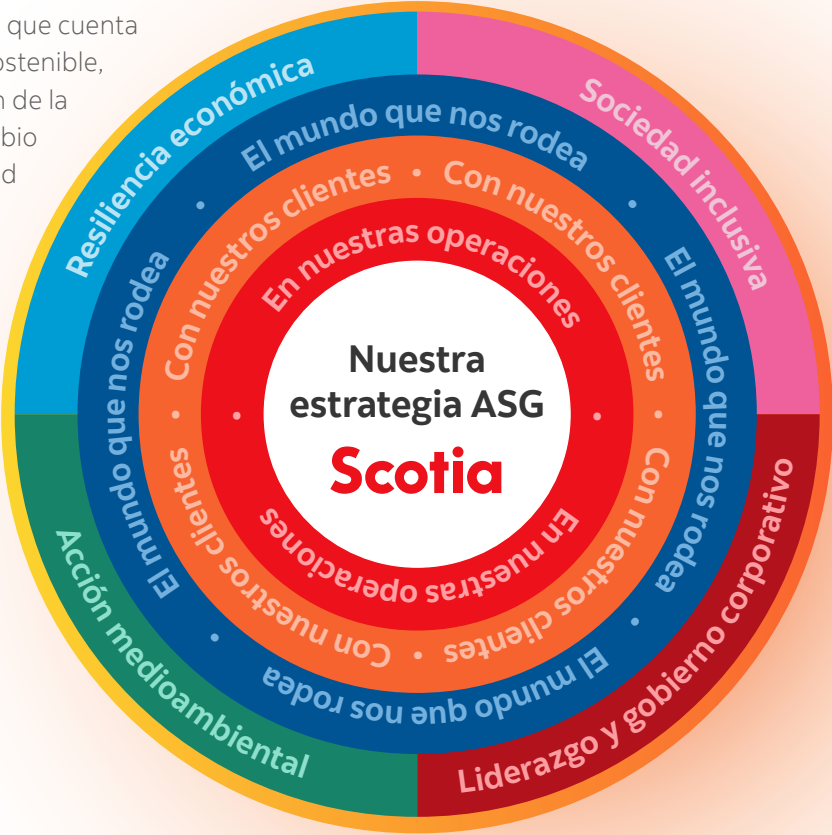 que cuenta
ostenible,
n de la
bio
d
Resiliencia económica
Sociedad inclusiva
Acción medioambiental
Liderazgo y gobierno corporativo
El mundo que nos rodea
•
El mundo que nos rodea
•
El mundo que nos rodea
•
El mundo que nos rodea
•
Con nuestros clientes
•
Con nuestros clientes
•
Con nuestros clientes
•
Con nuestros clientes
•
En nuestras operaciones
•
En nuestras operaciones
•
Nuestra
estrategia ASG
Scotia